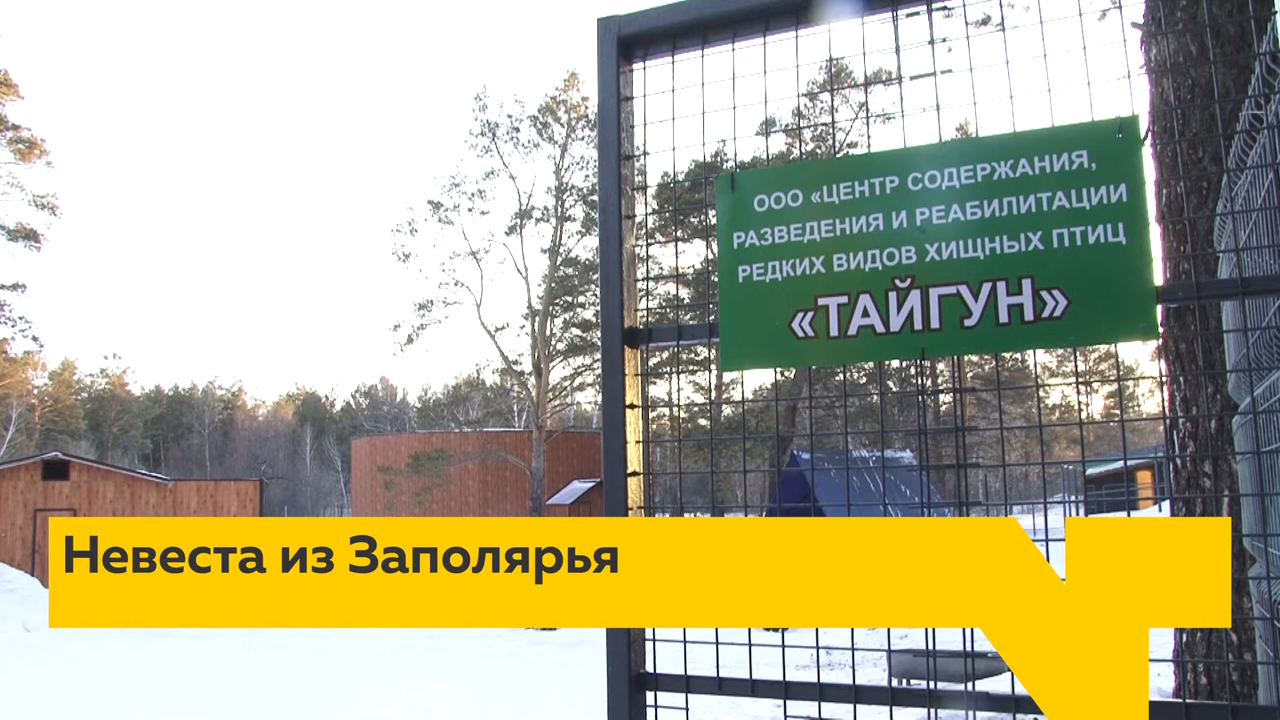 ООО «ЦЕНТР СОДЕРЖАНИЯ,
РАЗВЕДЕНИЯ И РЕАБИЛИТАЦИИ
РЕДКИХ ВИДОВ ХИЩНЫХ ПТИЦ
«ТАЙГУН»
Невеста из Заполярья